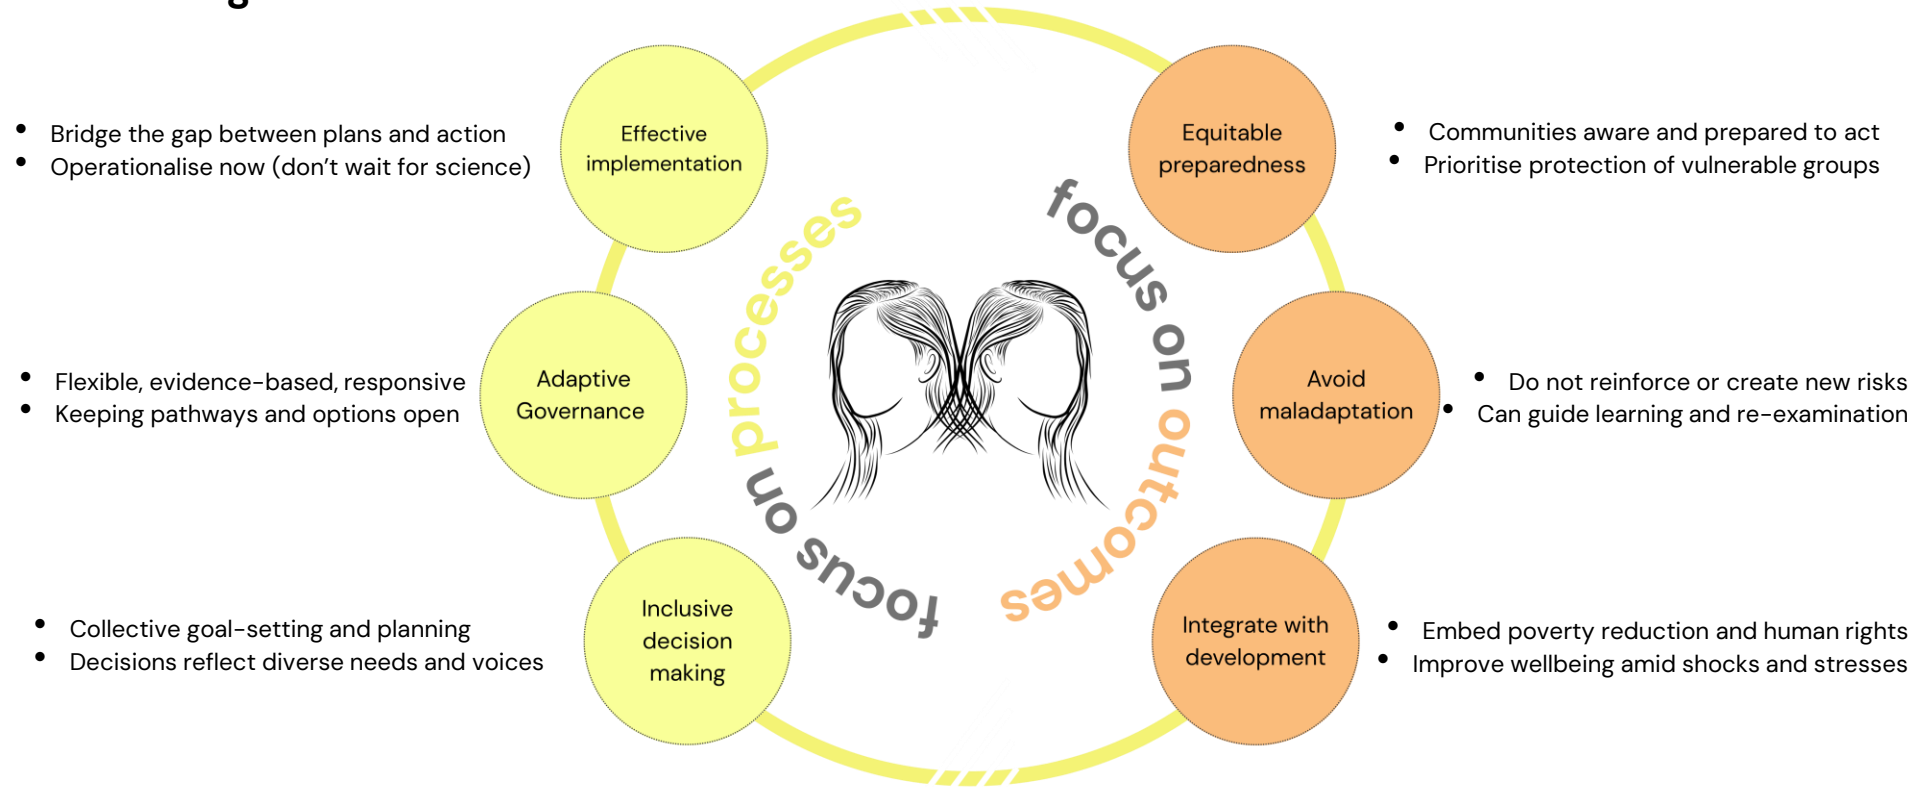 • Bridge the gap between plans and action
• Operationalise now (don't wait for science)
Effective
implementation
• Flexible, evidence-based, responsive
• Keeping pathways and options open
Adaptive
Governance
• Collective goal-setting and planning
• Decisions reflect diverse needs and voices
Inclusive
decision
making
focus on processes
focus on outcomes
Equitable
preparedness
• Communities aware and prepared to act
• Prioritise protection of vulnerable groups
Avoid
maladaptation
• Do not reinforce or create new risks
• Can guide learning and re-examination
Integrate with
development
• Embed poverty reduction and human rights
• Improve wellbeing amid shocks and stresses